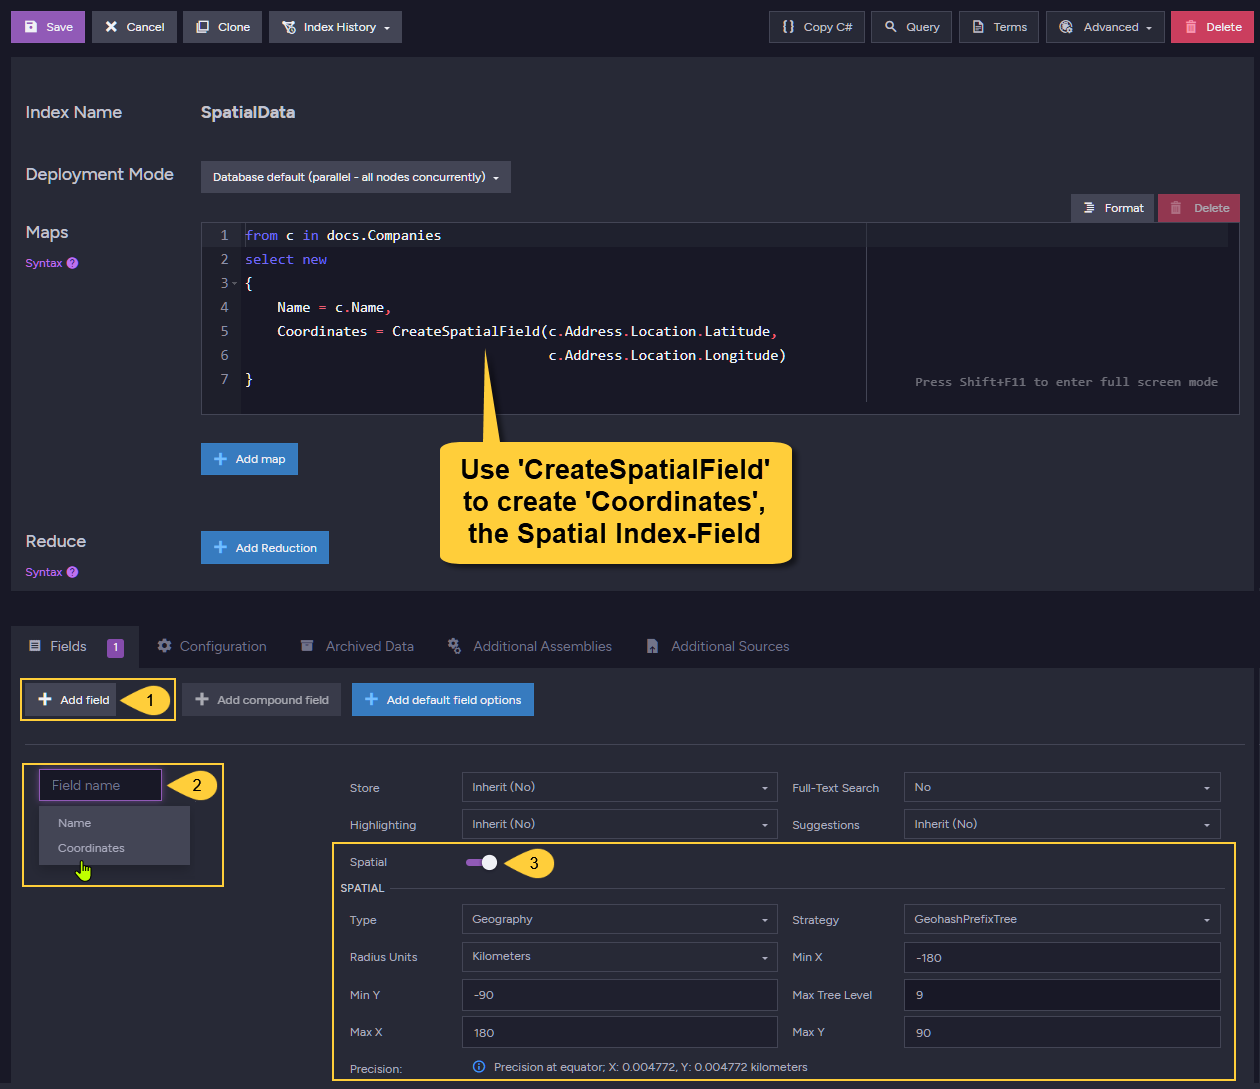 Save Cancel Clone Index History Copy C# Query Terms Advanced Delete
Index Name SpatialData
Deployment Mode Database default (parallel - all nodes concurrently)
Format Delete
Maps
Syntax
1 from c in docs.Companies
2 select new
3 {
4 Name = c.Name,
5 Coordinates = CreateSpatialField(c.Address.Location.Latitude,
6 c.Address.Location.Longitude)
7 }
Press Shift+F11 to enter full screen mode
Add map
Use 'CreateSpatialField'
to create 'Coordinates',
the Spatial Index-Field
Reduce
Syntax
Add Reduction
Fields 1 Configuration Archived Data Additional Assemblies Additional Sources
Add field 1 Add compound field Add default field options
Field name 2
Name
Coordinates
Store Inherit (No) Full-Text Search No
Highlighting Inherit (No) Suggestions Inherit (No)
Spatial 3
SPATIAL
Type Geography Strategy GeohashPrefixTree
Radius Units Kilometers Min X -180
Min Y -90 Max Tree Level 9
Max X 180 Max Y 90
Precision: Precision at equator; X: 0.004772, Y: 0.004772 kilometers